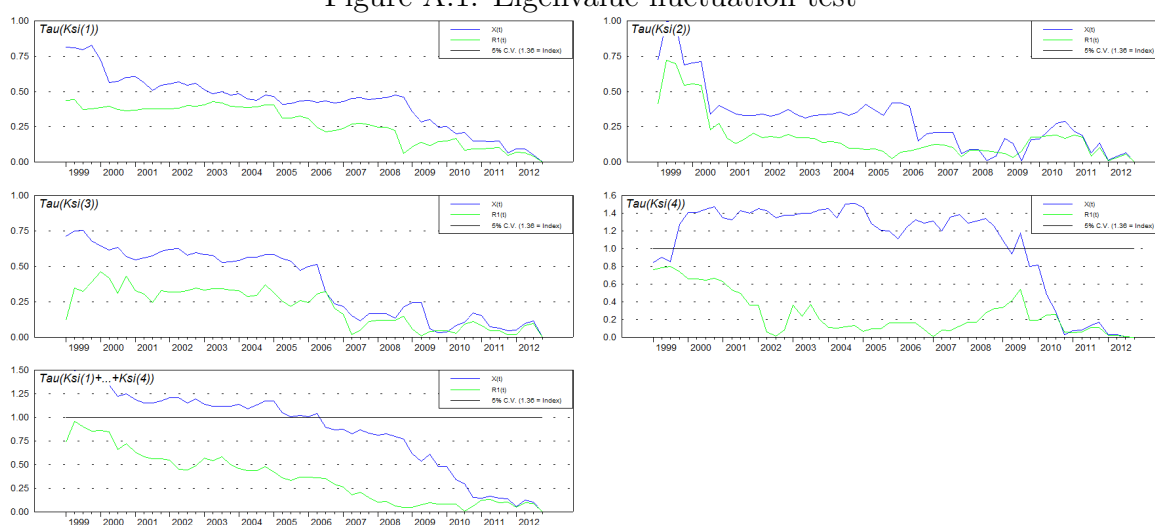 Figure A.1: Eigenvalue fluctuation test
Tau(Ksi(1))
X(t)
R1(t)
5% C.V. (1.36 = Index)
1.00
0.75
0.50
0.25
0.00
1999 2000 2001 2002 2003 2004 2005 2006 2007 2008 2009 2010 2011 2012
Tau(Ksi(2))
X(t)
R1(t)
5% C.V. (1.36 = Index)
1.00
0.75
0.50
0.25
0.00
1999 2000 2001 2002 2003 2004 2005 2006 2007 2008 2009 2010 2011 2012
Tau(Ksi(3))
X(t)
R1(t)
5% C.V. (1.36 = Index)
1.00
0.75
0.50
0.25
0.00
1999 2000 2001 2002 2003 2004 2005 2006 2007 2008 2009 2010 2011 2012
Tau(Ksi(4))
X(t)
R1(t)
5% C.V. (1.36 = Index)
1.6
1.4
1.2
1.0
0.8
0.6
0.4
0.2
0.0
1999 2000 2001 2002 2003 2004 2005 2006 2007 2008 2009 2010 2011 2012
Tau(Ksi(1)+...+Ksi(4))
X(t)
R1(t)
5% C.V. (1.36 = Index)
1.50
1.25
1.00
0.75
0.50
0.25
0.00
1999 2000 2001 2002 2003 2004 2005 2006 2007 2008 2009 2010 2011 2012